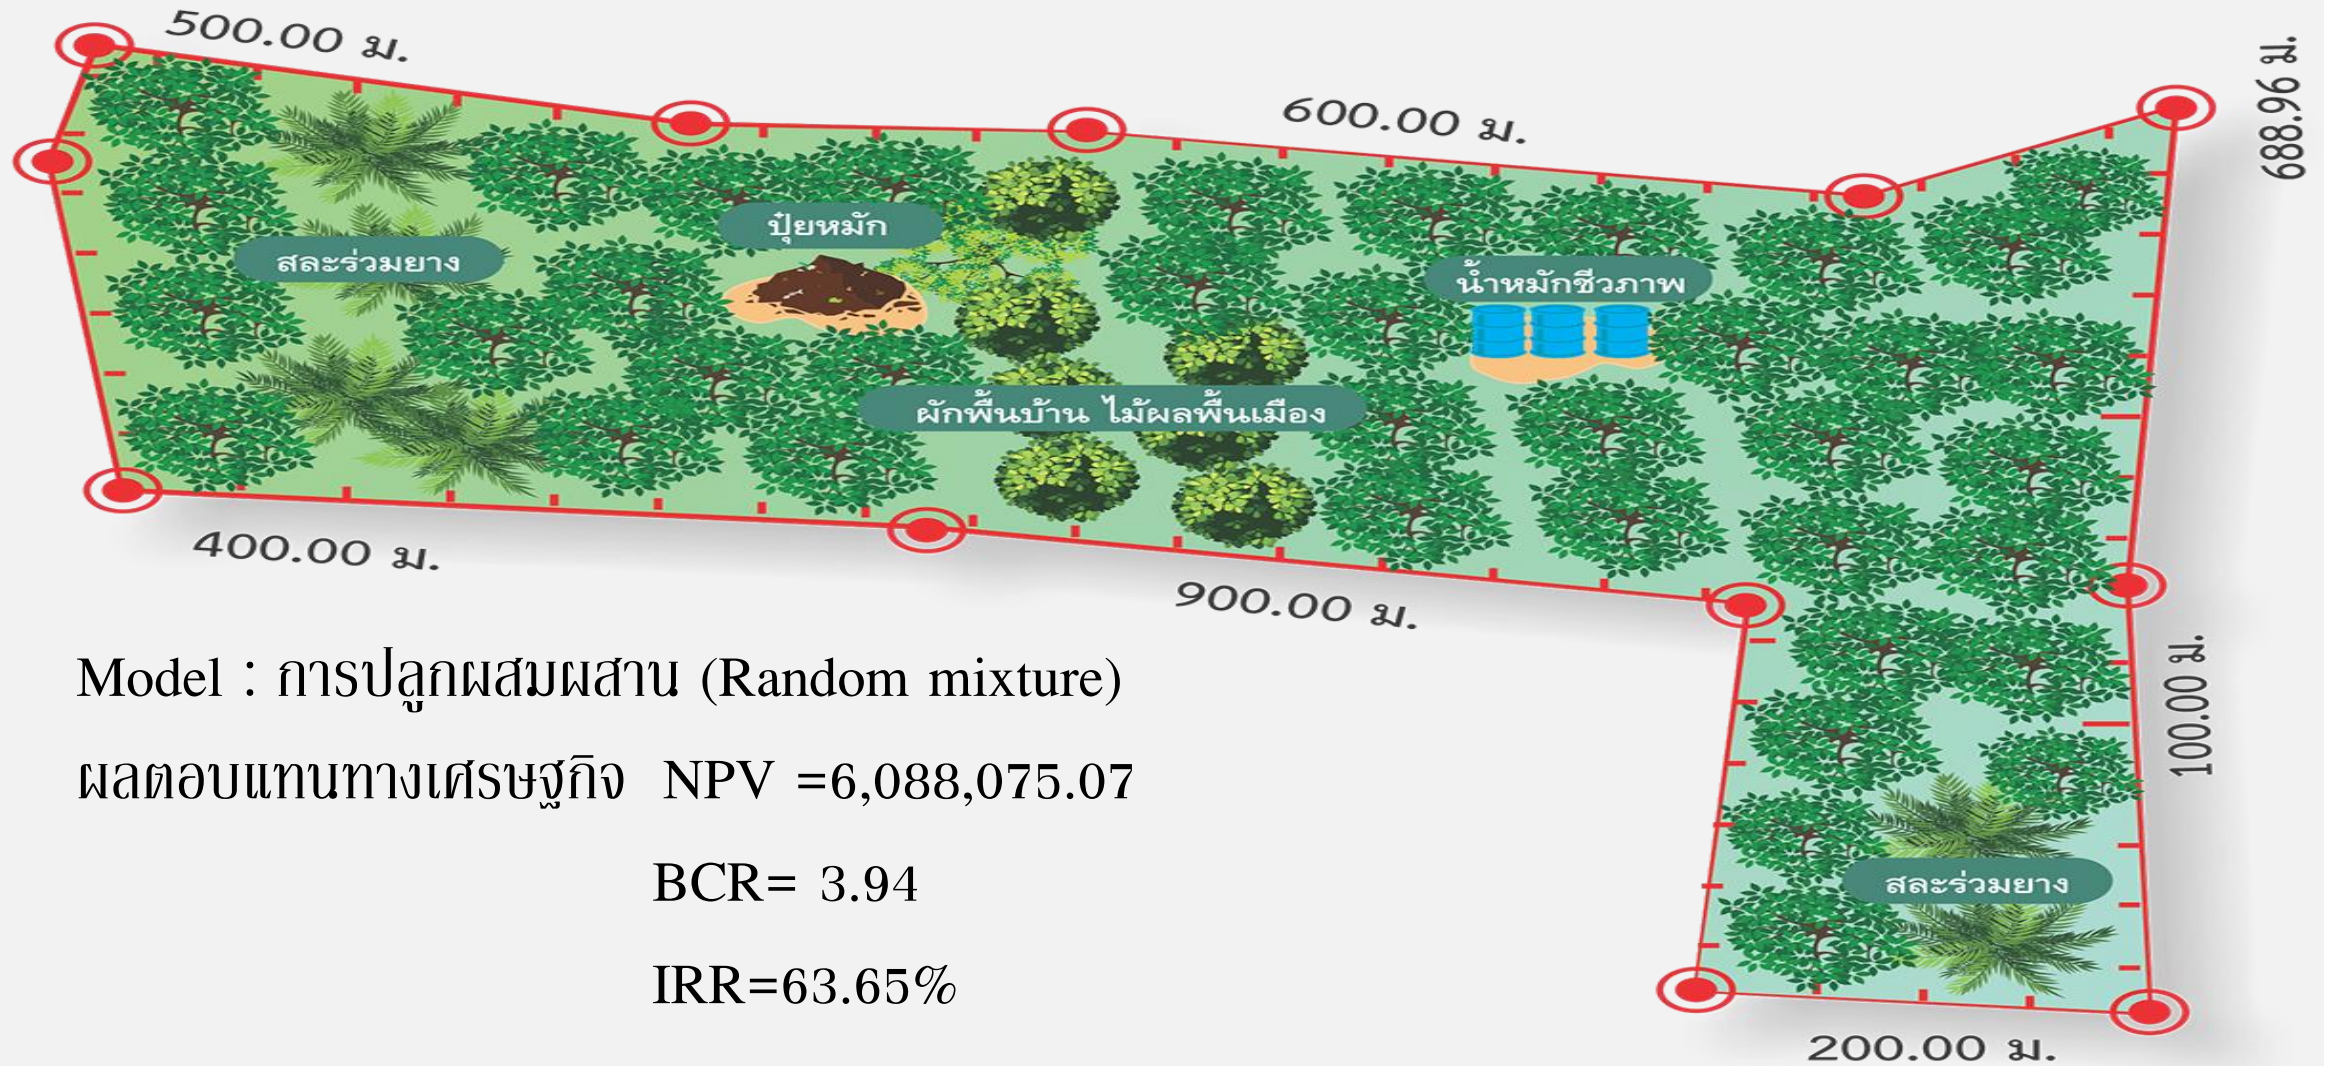 500.00 ม.
600.00 ม.
688.96 ม.
ปุ๋ยหมัก
สละร่วมยาง
น้ำหมักชีวภาพ
ผักพื้นบ้าน ไม้ผลพื้นเมือง
400.00 ม.
900.00 ม.
100.00 ม.
Model : การปลูกผสมผสาน (Random mixture)
ผลตอบแทนทางเศรษฐกิจ NPV =6,088,075.07
BCR= 3.94
สละร่วมยาง
IRR=63.65%
200.00 ม.